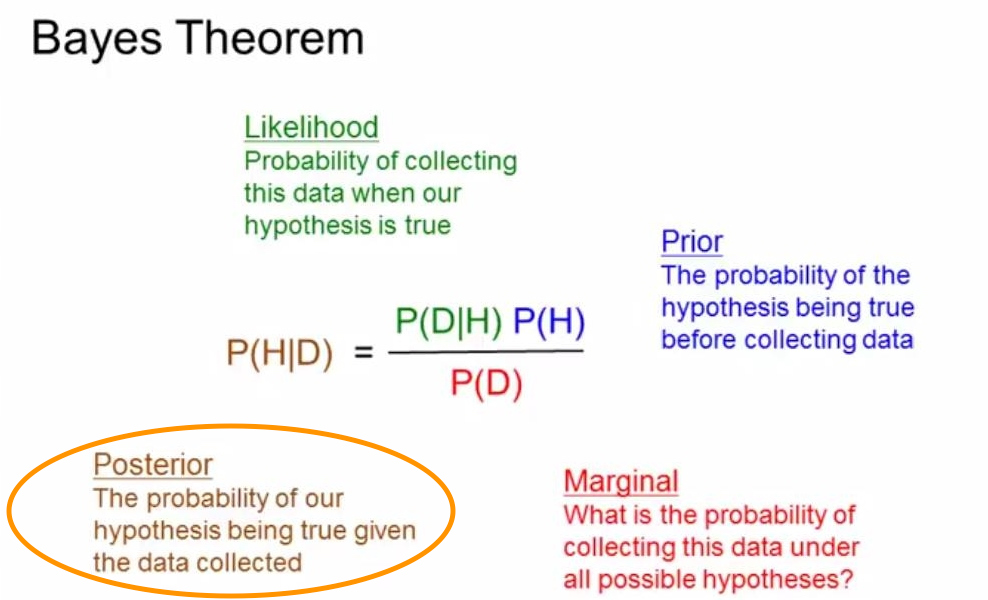 Bayes Theorem
Likelihood
Probability of collecting
this data when our
hypothesis is true
Prior
The probability of the
hypothesis being true
before collecting data
P(H|D) = P(D|H) P(H)
P(D)
Posterior
The probability of our
hypothesis being true given
the data collected
Marginal
What is the probability of
collecting this data under
all possible hypotheses?